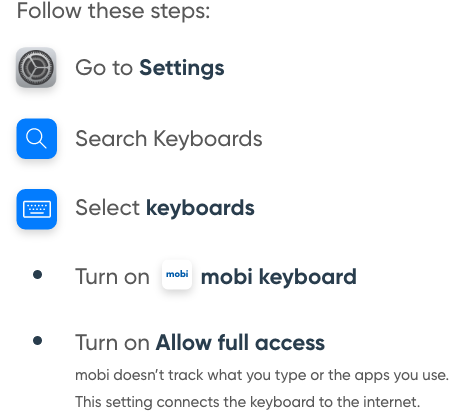 Follow these steps:
Go to Settings
Search Keyboards
Select keyboards
Turn on mobi mobi keyboard
Turn on Allow full access
mobi doesn’t track what you type or the apps you use.
This setting connects the keyboard to the internet.